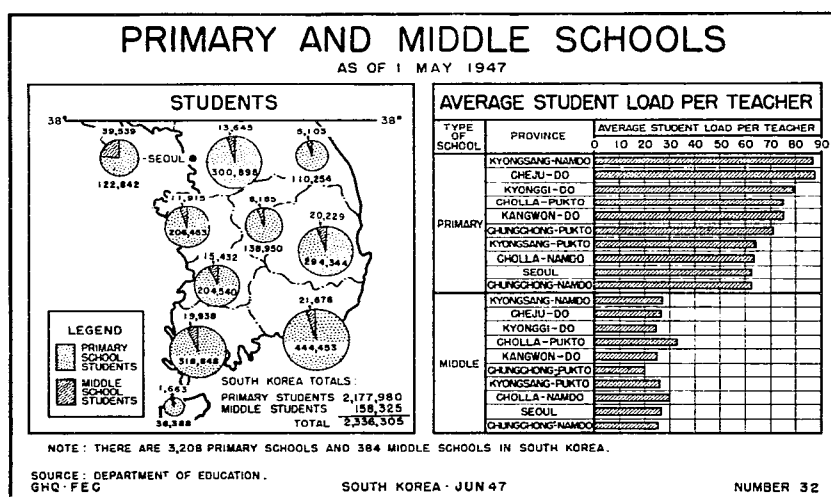 PRIMARY AND MIDDLE SCHOOLS
AS OF 1 MAY 1947
STUDENTS
38° 38°
39,539
122,842
SEOUL
13,645
300,898
5,103
110,254
11,915
206,463
138,950
20,229
294,344
15,432
204,540
19,938
318,848
21,678
444,453
1,663
36,388
LEGEND
PRIMARY
SCHOOL
STUDENTS
MIDDLE
SCHOOL
STUDENTS
SOUTH KOREA TOTALS:
PRIMARY STUDENTS 2,177,980
MIDDLE STUDENTS 158,325
TOTAL 2,336,305
AVERAGE STUDENT LOAD PER TEACHER
TYPE OF SCHOOL PROVINCE AVERAGE STUDENT LOAD PER TEACHER
0 10 20 30 40 50 60 70 80 90
PRIMARY
KYONGSANG-NAMDO
CHEJU-DO
KYONGGI-DO
CHOLLA-PUKTO
KANGWON-DO
CHUNGCHONG-PUKTO
KYONGSANG-PUKTO
CHOLLA-NAMDO
SEOUL
CHUNGCHONG-NAMDO
MIDDLE
KYONGSANG-NAMDO
CHEJU-DO
KYONGGI-DO
CHOLLA-PUKTO
KANGWON-DO
CHUNGCHONG-PUKTO
KYONGSANG-PUKTO
CHOLLA-NAMDO
SEOUL
CHUNGCHONG-NAMDO
NOTE: THERE ARE 3,208 PRIMARY SCHOOLS AND 384 MIDDLE SCHOOLS IN SOUTH KOREA.
SOURCE: DEPARTMENT OF EDUCATION.
GHQ-FEC SOUTH KOREA - JUN 47 NUMBER 32